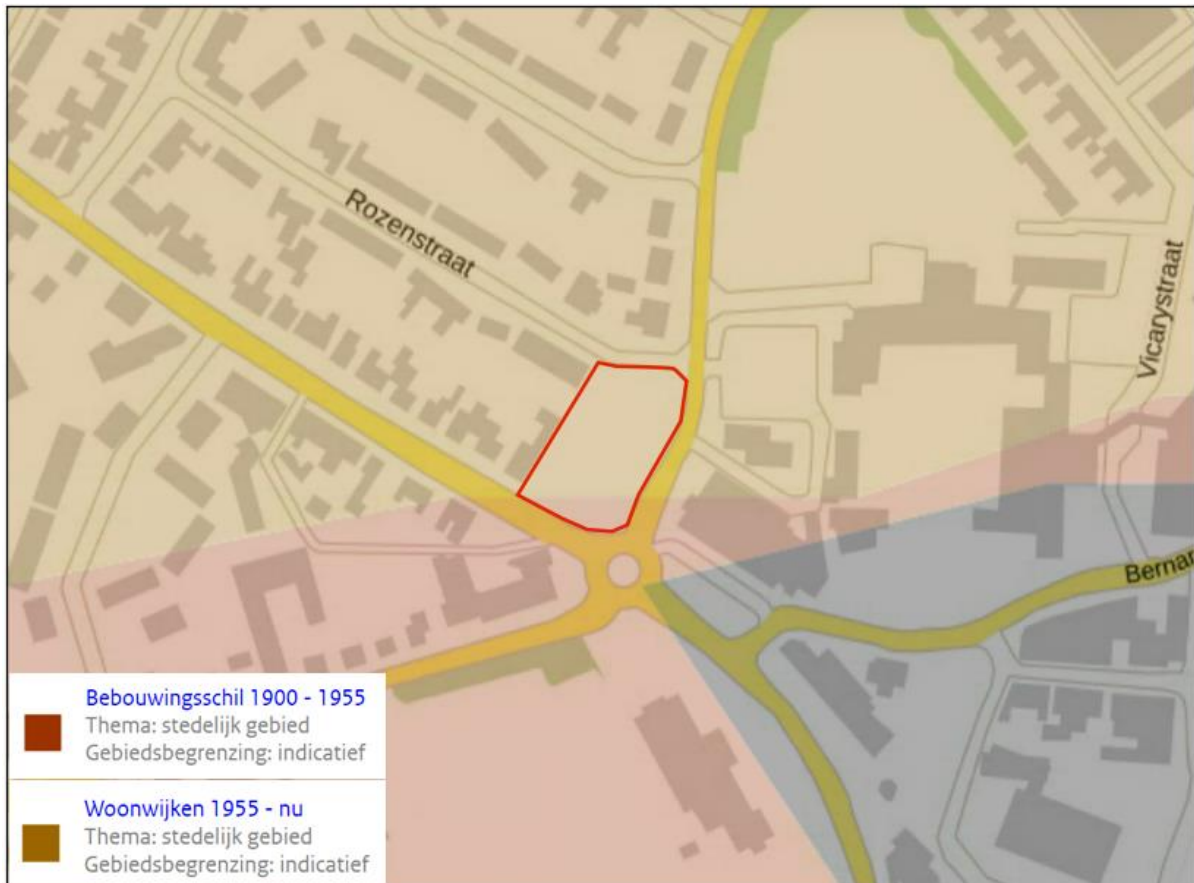 Rozenstraat
Vicarystraat
Bernar
Bebouwingsschil 1900 - 1955
Thema: stedelijk gebied
Gebiedsbegrenzing: indicatief
Woonwijken 1955 - nu
Thema: stedelijk gebied
Gebiedsbegrenzing: indicatief